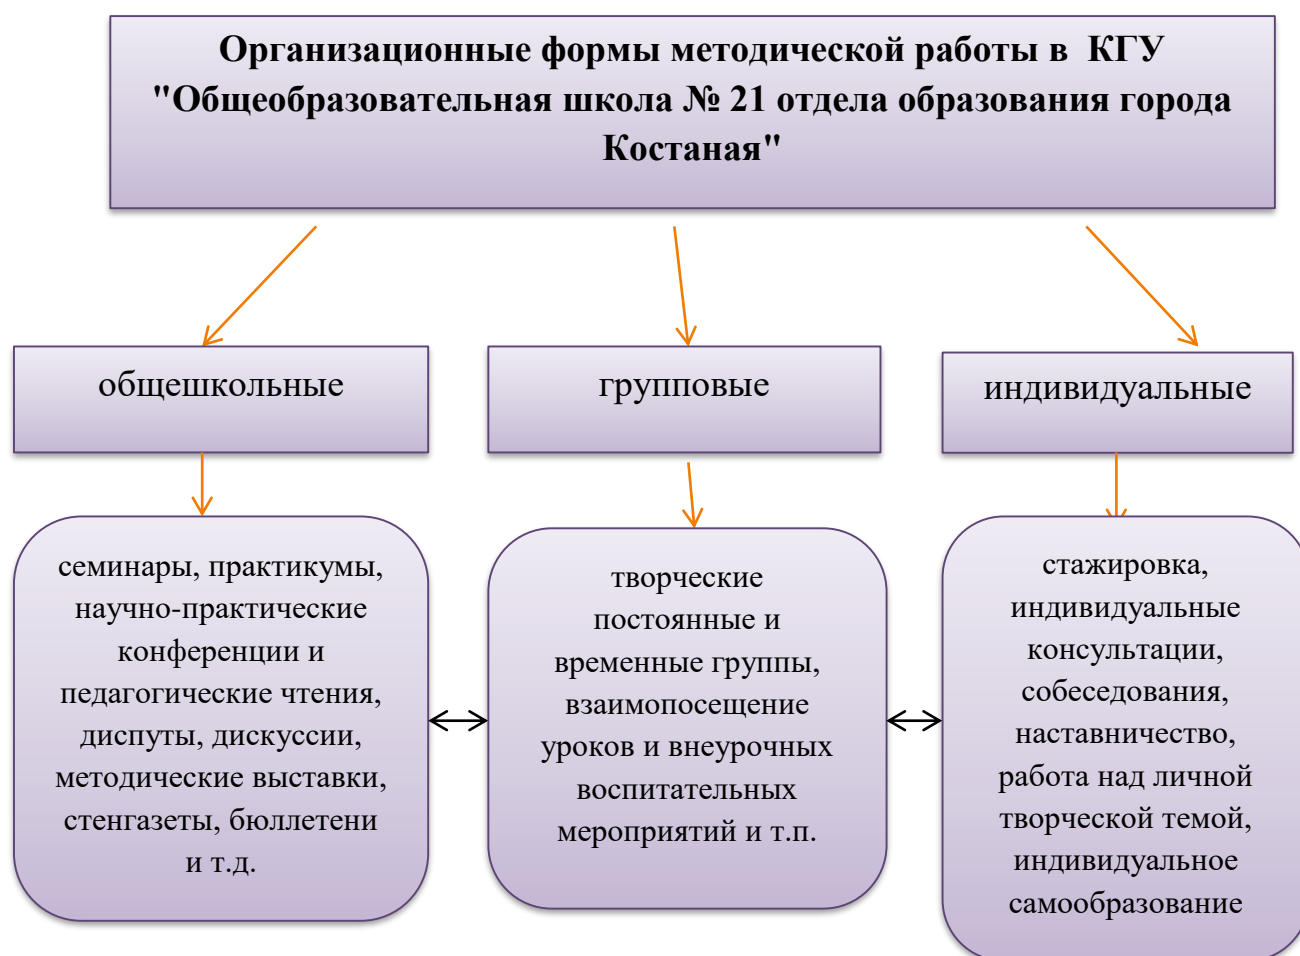 Организационные формы методической работы в КГУ
"Общеобразовательная школа № 21 отдела образования города
Костаная"
общешкольные
групповые
индивидуальные
семинары, практикумы,
научно-практические
конференции и
педагогические чтения,
диспуты, дискуссии,
методические выставки,
стенгазеты, бюллетени
и т.д.
творческие
постоянные и
временные группы,
взаимопосещение
уроков и внеурочных
воспитательных
мероприятий и т.п.
стажировка,
индивидуальные
консультации,
собеседования,
наставничество,
работа над личной
творческой темой,
индивидуальное
самообразование